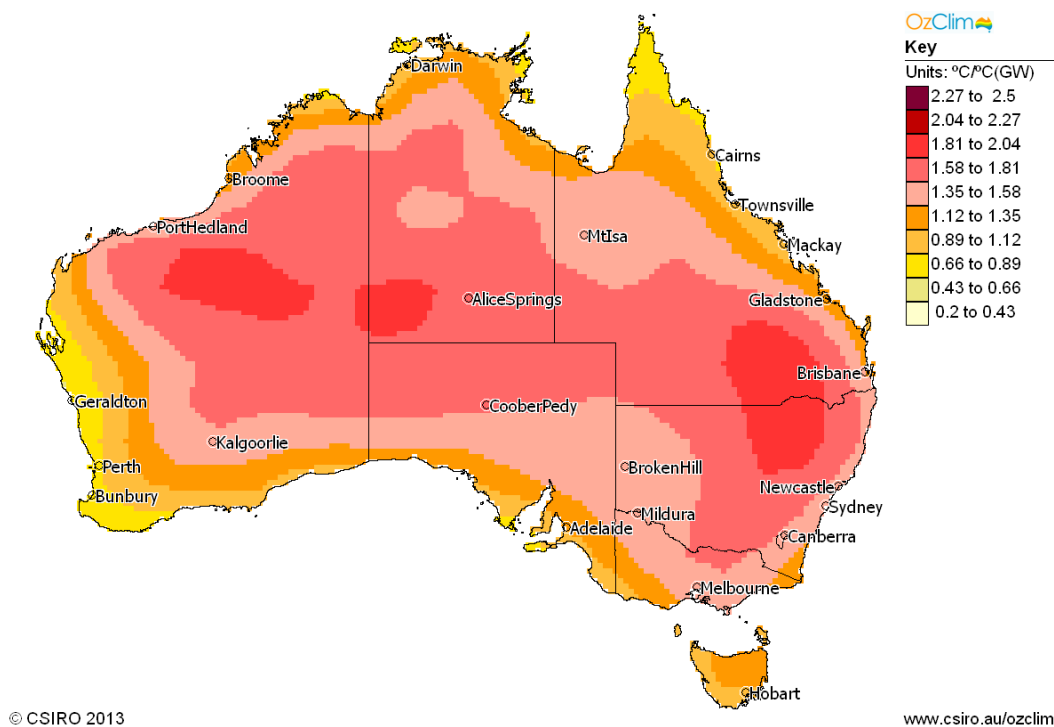 OzClim
Key
Units: ºC/ºC(GW)
2.27 to 2.5
2.04 to 2.27
1.81 to 2.04
1.58 to 1.81
1.35 to 1.58
1.12 to 1.35
0.89 to 1.12
0.66 to 0.89
0.43 to 0.66
0.2 to 0.43
Darwin
Cairns
Broome
Townsville
PortHedland
MtIsa
Mackay
AliceSprings
Gladstone
Brisbane
Geraldton
CooberPedy
Kalgoorlie
Perth
BrokenHill
Bunbury
Newcastle
Sydney
Mildura
Adelaide
Canberra
Melbourne
Hobart
© CSIRO 2013
www.csiro.au/ozclim